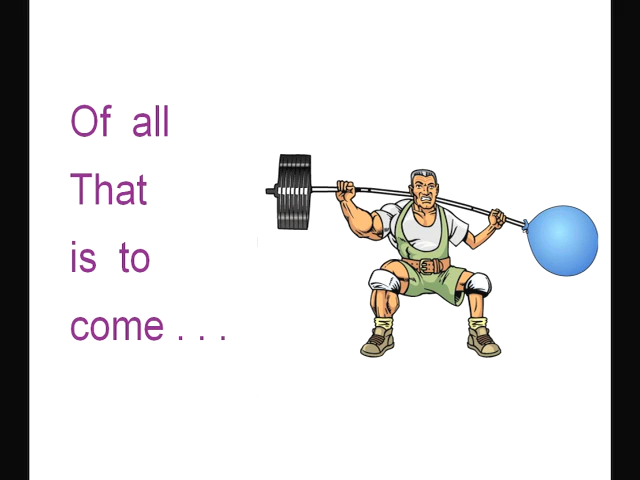 Of all
That
is to
come . . .